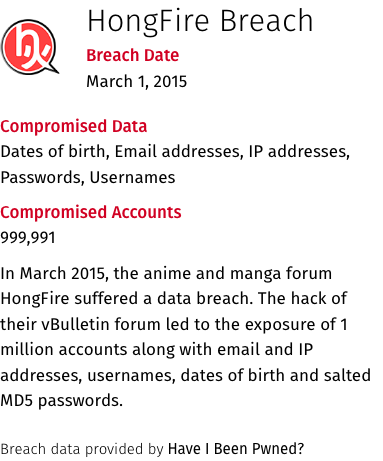 HongFire Breach
Breach Date
March 1, 2015
Compromised Data
Dates of birth, Email addresses, IP addresses,
Passwords, Usernames
Compromised Accounts
999,991
In March 2015, the anime and manga forum
HongFire suffered a data breach. The hack of
their vBulletin forum led to the exposure of 1
million accounts along with email and IP
addresses, usernames, dates of birth and salted
MD5 passwords.
Breach data provided by Have I Been Pwned?